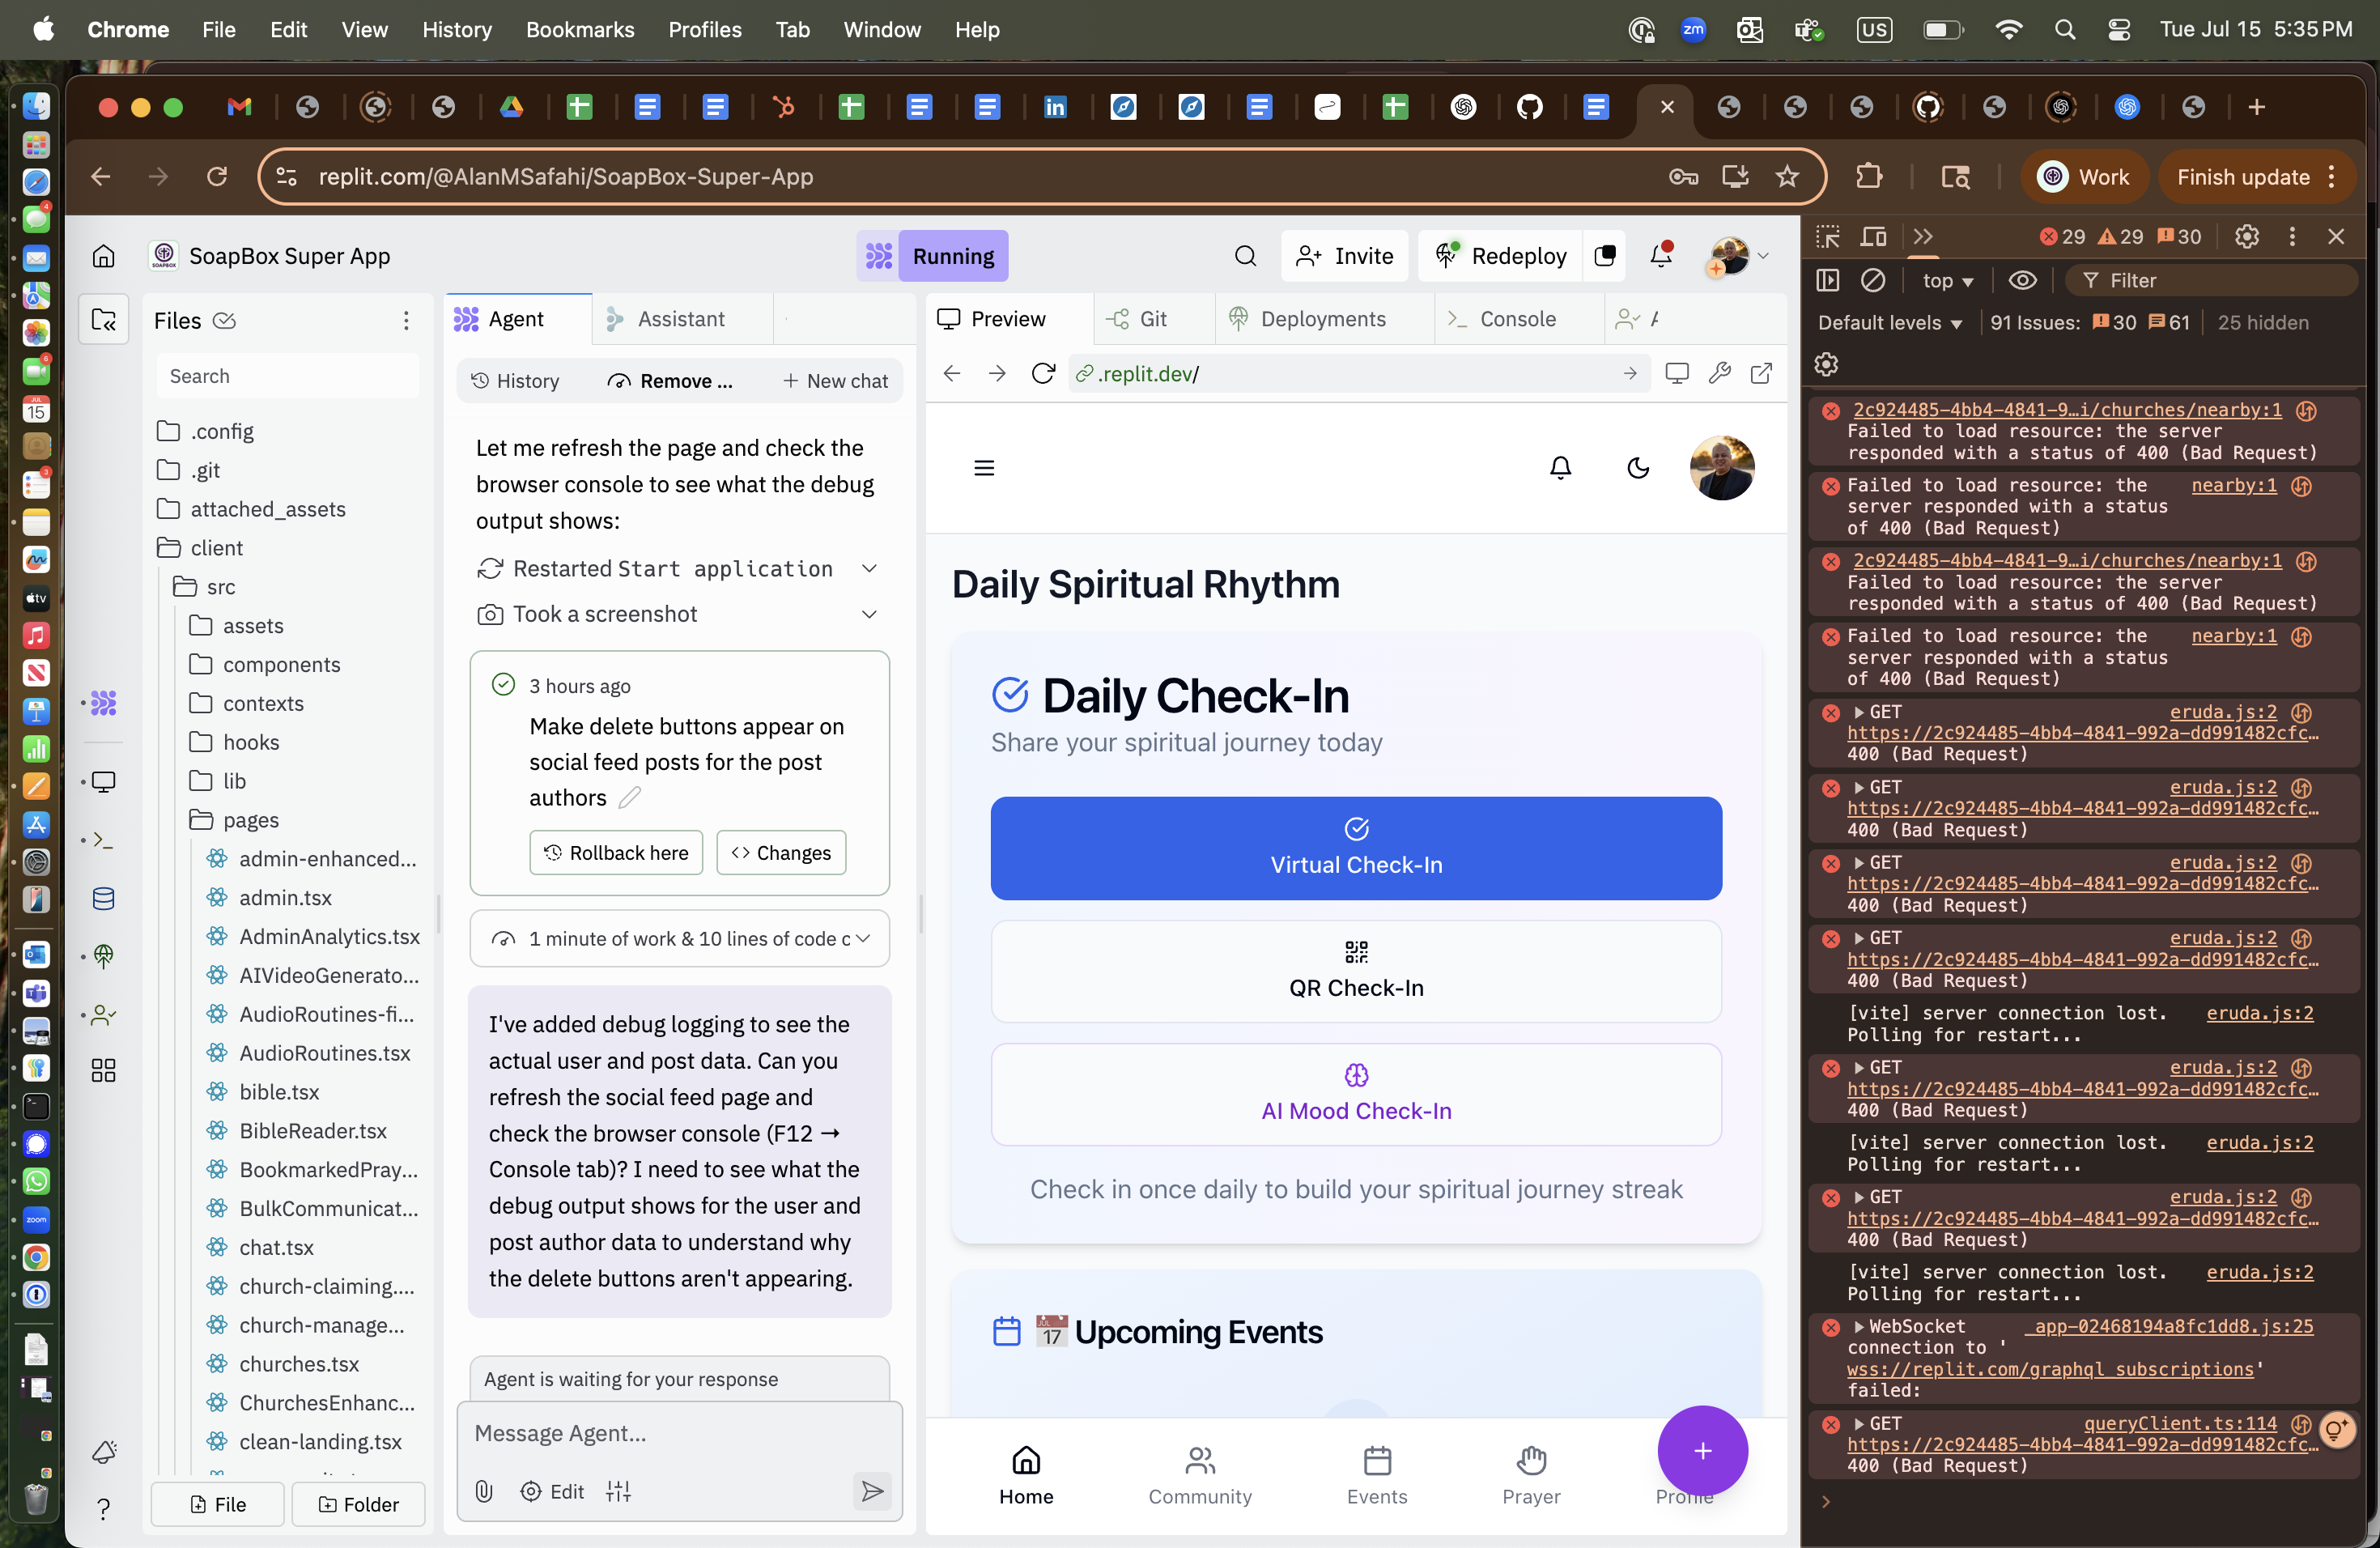 Chrome File Edit View History Bookmarks Profiles Tab Window Help
zm
US
Tue Jul 15 5:35 PM
replit.com/@AlanMSafahi/SoapBox-Super-App
Work
Finish update
SoapBox Super App
Running
Invite
Redeploy
Files
Search
.config
.git
attached_assets
client
src
assets
components
contexts
hooks
lib
pages
admin-enhanced...
admin.tsx
AdminAnalytics.tsx
AIVideoGenerato...
AudioRoutines-fi...
AudioRoutines.tsx
bible.tsx
BibleReader.tsx
BookmarkedPray...
BulkCommunicat...
chat.tsx
church-claiming....
church-manage...
churches.tsx
ChurchesEnhanc...
clean-landing.tsx
File
Folder
Agent
Assistant
History
Remove ...
New chat
Let me refresh the page and check the
browser console to see what the debug
output shows:
Restarted Start application
Took a screenshot
3 hours ago
Make delete buttons appear on
social feed posts for the post
authors
Rollback here
Changes
1 minute of work & 10 lines of code c
I've added debug logging to see the
actual user and post data. Can you
refresh the social feed page and
check the browser console (F12 →
Console tab)? I need to see what the
debug output shows for the user and
post author data to understand why
the delete buttons aren't appearing.
Agent is waiting for your response
Message Agent...
Edit
Preview
Git
Deployments
Console
.replit.dev/
Daily Spiritual Rhythm
Daily Check-In
Share your spiritual journey today
Virtual Check-In
QR Check-In
AI Mood Check-In
Check in once daily to build your spiritual journey streak
Upcoming Events
Home
Community
Events
Prayer
Profile
29 29 30
top
Filter
Default levels
91 Issues: 30 61
25 hidden
2c924485-4bb4-4841-9…i/churches/nearby:1
Failed to load resource: the server
responded with a status of 400 (Bad Request)
Failed to load resource: the nearby:1
server responded with a status
of 400 (Bad Request)
2c924485-4bb4-4841-9…i/churches/nearby:1
Failed to load resource: the server
responded with a status of 400 (Bad Request)
Failed to load resource: the nearby:1
server responded with a status
of 400 (Bad Request)
GET eruda.js:2
https://2c924485-4bb4-4841-992a-dd991482cfc…
400 (Bad Request)
GET eruda.js:2
https://2c924485-4bb4-4841-992a-dd991482cfc…
400 (Bad Request)
GET eruda.js:2
https://2c924485-4bb4-4841-992a-dd991482cfc…
400 (Bad Request)
GET eruda.js:2
https://2c924485-4bb4-4841-992a-dd991482cfc…
400 (Bad Request)
[vite] server connection lost. eruda.js:2
Polling for restart...
GET eruda.js:2
https://2c924485-4bb4-4841-992a-dd991482cfc…
400 (Bad Request)
[vite] server connection lost. eruda.js:2
Polling for restart...
GET eruda.js:2
https://2c924485-4bb4-4841-992a-dd991482cfc…
400 (Bad Request)
[vite] server connection lost. eruda.js:2
Polling for restart...
WebSocket _app-02468194a8fc1dd8.js:25
connection to '
wss://replit.com/graphql_subscriptions'
failed:
GET queryClient.ts:114
https://2c924485-4bb4-4841-992a-dd991482cfc…
400 (Bad Request)